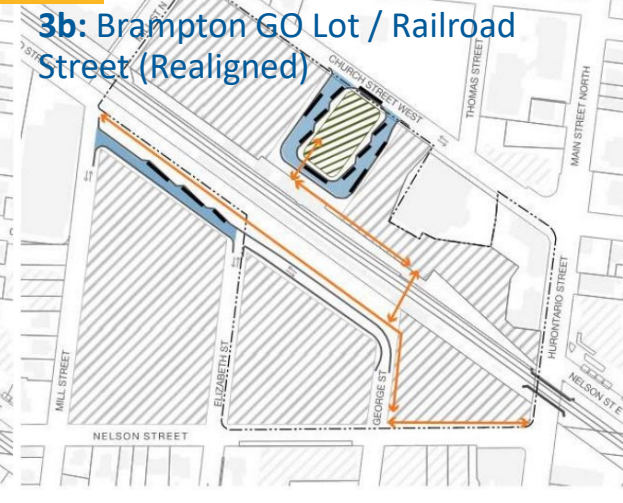 3b: Brampton GO Lot / Railroad
Street (Realigned)
CHURCH STREET WEST
THOMAS STREET
MAIN STREET NORTH
HURONTARIO STREET
NELSON ST E
MILL STREET
ELIZABETH ST
GEORGE ST
NELSON STREET